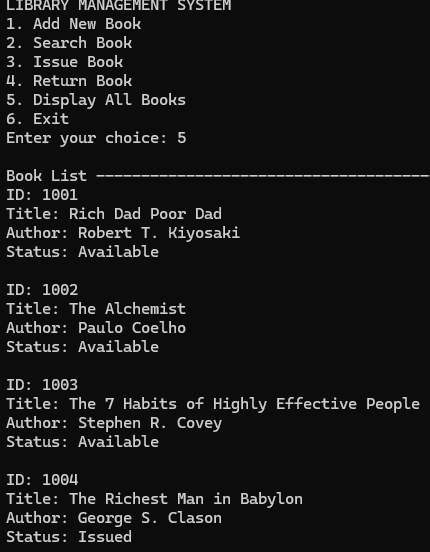 LIBRARY MANAGEMENT SYSTEM
1. Add New Book
2. Search Book
3. Issue Book
4. Return Book
5. Display All Books
6. Exit
Enter your choice: 5
Book List -------------------------------------
ID: 1001
Title: Rich Dad Poor Dad
Author: Robert T. Kiyosaki
Status: Available
ID: 1002
Title: The Alchemist
Author: Paulo Coelho
Status: Available
ID: 1003
Title: The 7 Habits of Highly Effective People
Author: Stephen R. Covey
Status: Available
ID: 1004
Title: The Richest Man in Babylon
Author: George S. Clason
Status: Issued